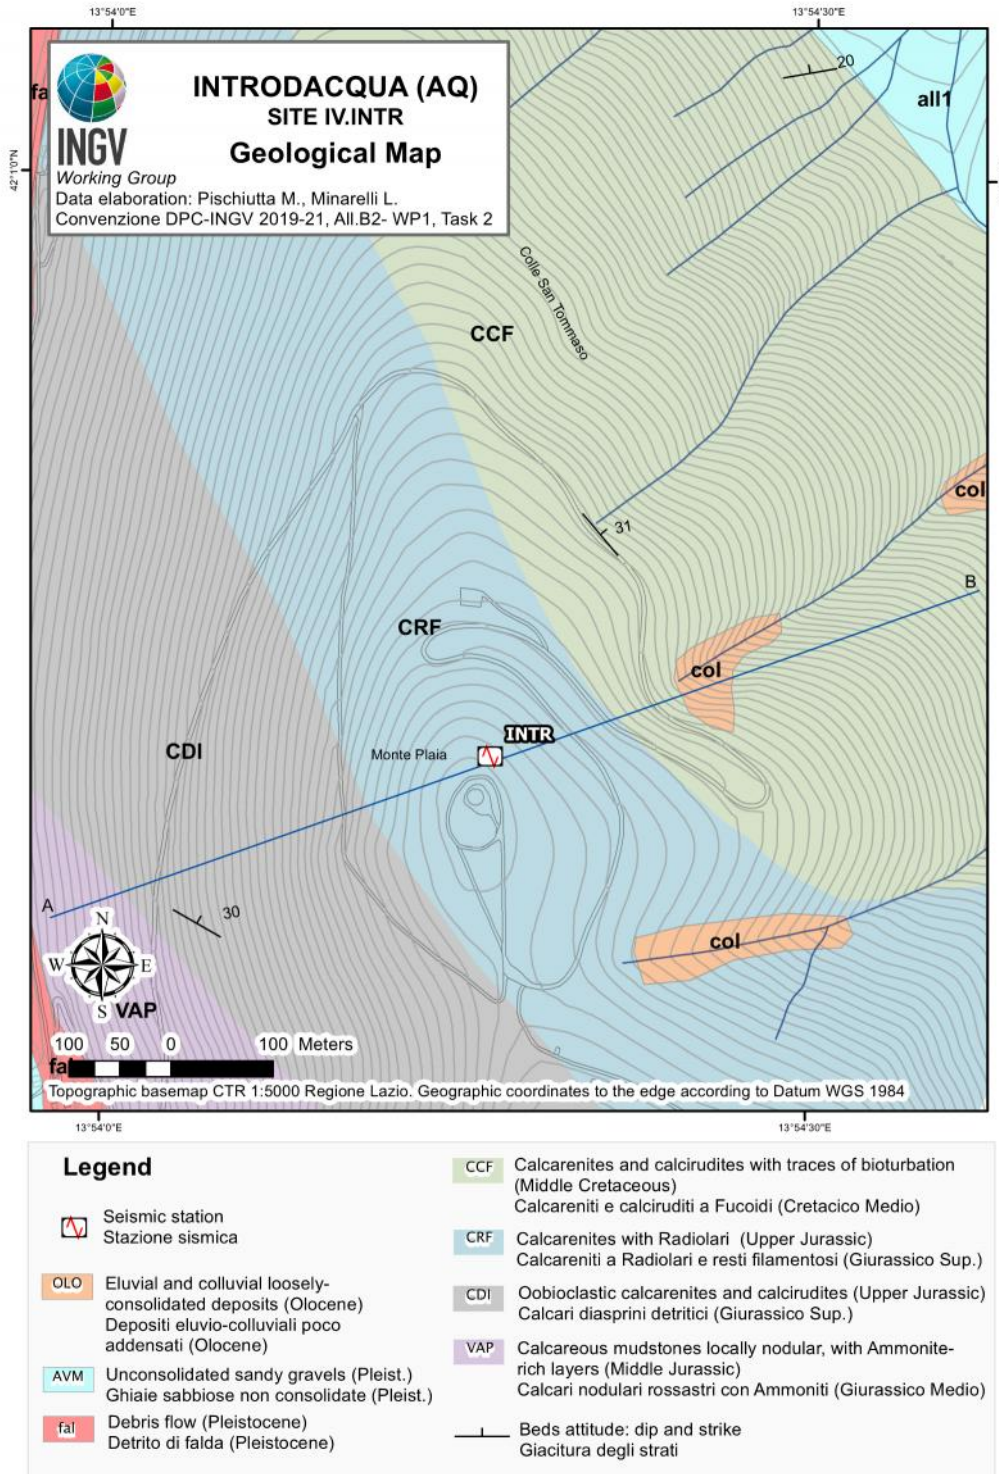 13°54'0"E
13°54'30"E
42°1'0"N
INTRODACQUA (AQ)
SITE IV.INTR
Geological Map
INGV
Working Group
Data elaboration: Pischiutta M., Minarelli L.
Convenzione DPC-INGV 2019-21, All.B2- WP1, Task 2
fa
20
all1
Colle San Tommaso
CCF
col
31
B
CRF
col
INTR
Monte Plaia
CDI
A
30
col
N
W
E
S
VAP
100
50
0
100 Meters
fa
Topographic basemap CTR 1:5000 Regione Lazio. Geographic coordinates to the edge according to Datum WGS 1984
13°54'0"E
13°54'30"E
Legend
Seismic station
Stazione sismica
OLO
Eluvial and colluvial loosely-
consolidated deposits (Olocene)
Depositi eluvio-colluviali poco
addensati (Olocene)
AVM
Unconsolidated sandy gravels (Pleist.)
Ghiaie sabbiose non consolidate (Pleist.)
fal
Debris flow (Pleistocene)
Detrito di falda (Pleistocene)
CCF
Calcarenites and calcirudites with traces of bioturbation
(Middle Cretaceous)
Calcareniti e calciruditi a Fucoidi (Cretacico Medio)
CRF
Calcarenites with Radiolari (Upper Jurassic)
Calcareniti a Radiolari e resti filamentosi (Giurassico Sup.)
CDI
Oobioclastic calcarenites and calcirudites (Upper Jurassic)
Calcari diasprini detritici (Giurassico Sup.)
VAP
Calcareous mudstones locally nodular, with Ammonite-
rich layers (Middle Jurassic)
Calcari nodulari rossastri con Ammoniti (Giurassico Medio)
Beds attitude: dip and strike
Giacitura degli strati